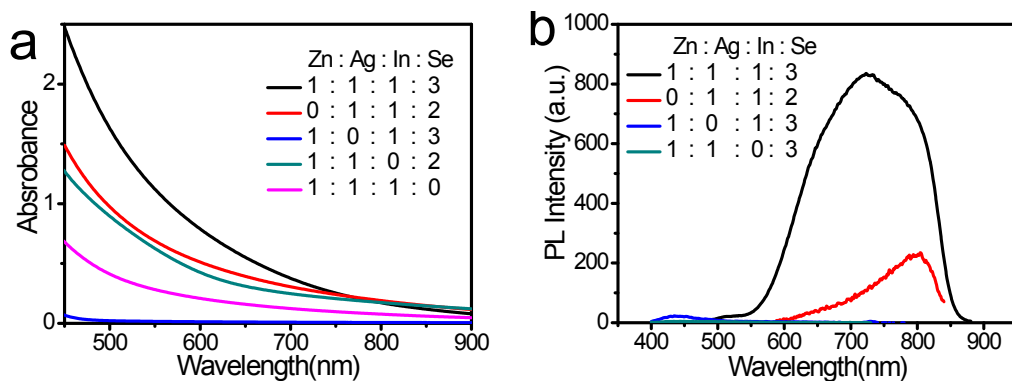 a
Absrobance
2
1
0
Zn : Ag : In : Se
1 : 1 : 1 : 3
0 : 1 : 1 : 2
1 : 0 : 1 : 3
1 : 1 : 0 : 2
1 : 1 : 1 : 0
500 600 700 800 900
Wavelength(nm)
b
PL Intensity (a.u.)
1000
800
600
400
200
0
Zn : Ag : In : Se
1 : 1 : 1 : 3
0 : 1 : 1 : 2
1 : 0 : 1 : 3
1 : 1 : 0 : 3
400 500 600 700 800 900
Wavelength(nm)